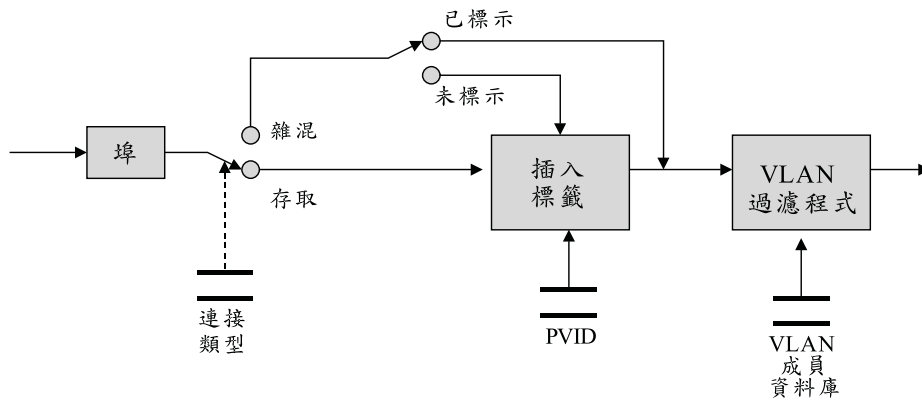 已標示
未標示
雜混
埠
存取
插入
標籤
VLAN
過濾程式
連接
類型
PVID
VLAN
成員
資料庫